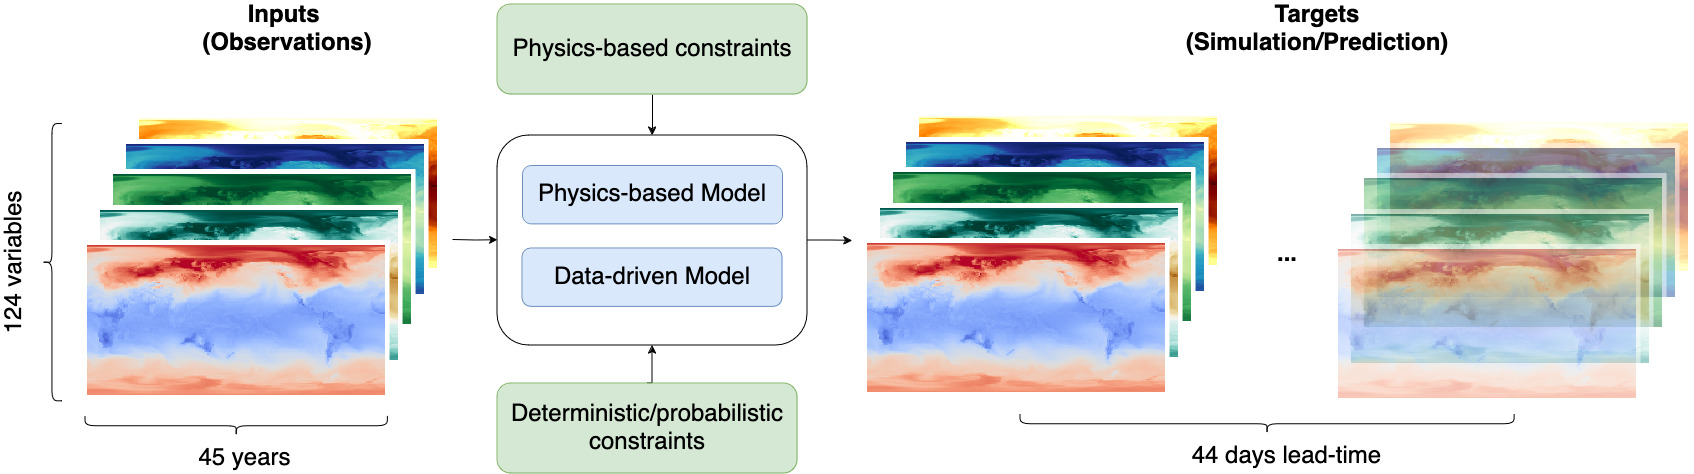 Inputs
(Observations)
124 variables
45 years
Physics-based constraints
Physics-based Model
Data-driven Model
Deterministic/probabilistic
constraints
Targets
(Simulation/Prediction)
...
44 days lead-time